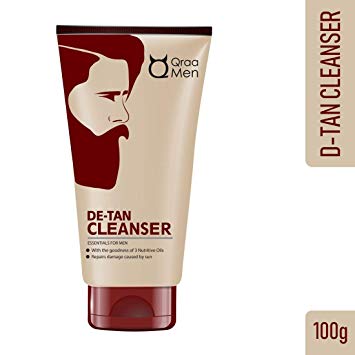 Qraa
Men
DE-TAN
CLEANSER
ESSENTIALS FOR MEN
With the goodness of 3 Nutritive Oils
Repairs damage caused by sun
D-TAN CLEANSER
100g